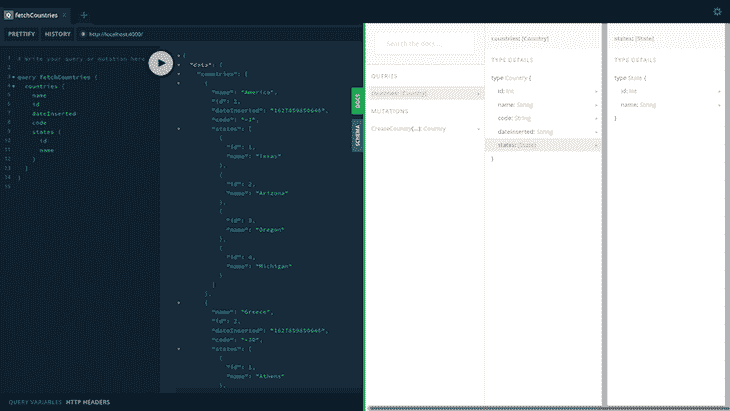 fetchCountries
PRETTIFY
HISTORY
http://localhost:4000/
1 # Write your query or mutation here
2
3 query fetchCountries {
4 countries {
5 name
6 id
7 dateInserted
8 code
9 states {
10 id
11 name
12 }
13 }
14 }
15
{
"data": {
"countries": [
{
"name": "America",
"id": 1,
"dateInserted":
"code": "+1",
"states": [
{
"id": 1,
"name": "Texas"
},
{
"id": 2,
"name": "Arizona"
},
{
"id": 3,
"name": "Oregon"
},
{
"id": 4,
"name": "Michigan"
}
]
},
{
"name": "Greece",
"id": 2,
"dateInserted":
"code": "+30",
"states": [
{
"id": 1,
"name": "Athens"
},
QUERY VARIABLES
HTTP HEADERS
DOCS
SCHEMA
Search the docs ...
QUERIES
countries: [Country]
MUTATIONS
CreateCountry(...): Country
countries: [Country]
TYPE DETAILS
type Country {
id: Int
name: String
code: String
dateInserted: String
states: [State]
}
states: [State]
TYPE DETAILS
type State {
id: Int
name: String
}